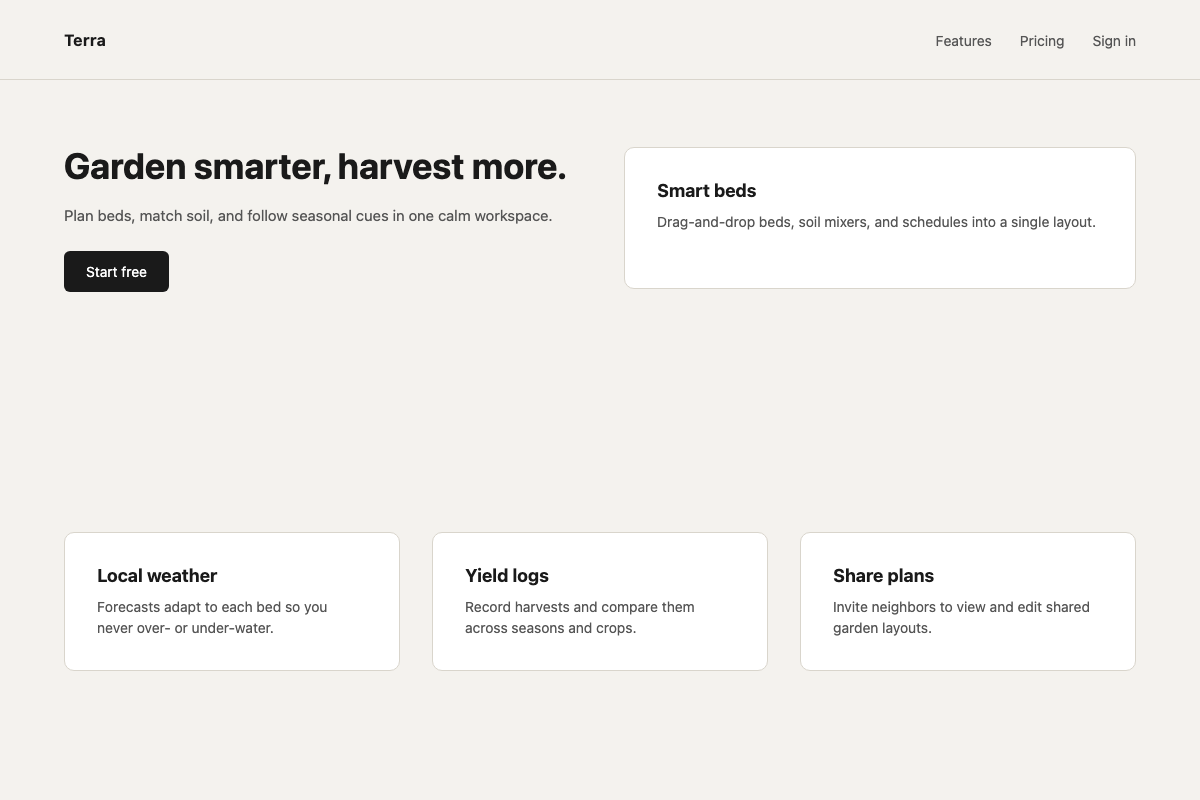 Terra
Features
Pricing
Sign in
Garden smarter, harvest more.
Plan beds, match soil, and follow seasonal cues in one calm workspace.
Start free
Smart beds
Drag-and-drop beds, soil mixers, and schedules into a single layout.
Local weather
Forecasts adapt to each bed so you
never over- or under-water.
Yield logs
Record harvests and compare them
across seasons and crops.
Share plans
Invite neighbors to view and edit shared
garden layouts.